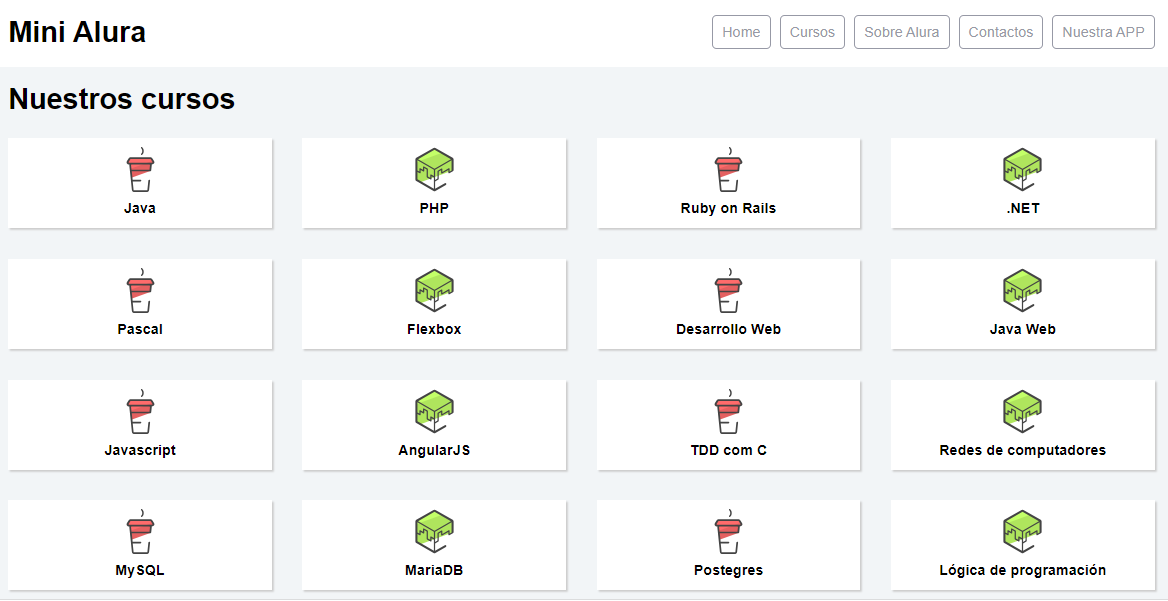 Mini Alura
Home Cursos Sobre Alura Contactos Nuestra APP
Nuestros cursos
Java PHP Ruby on Rails .NET
Pascal Flexbox Desarrollo Web Java Web
Javascript AngularJS TDD com C Redes de computadores
MySQL MariaDB Postegres Lógica de programación